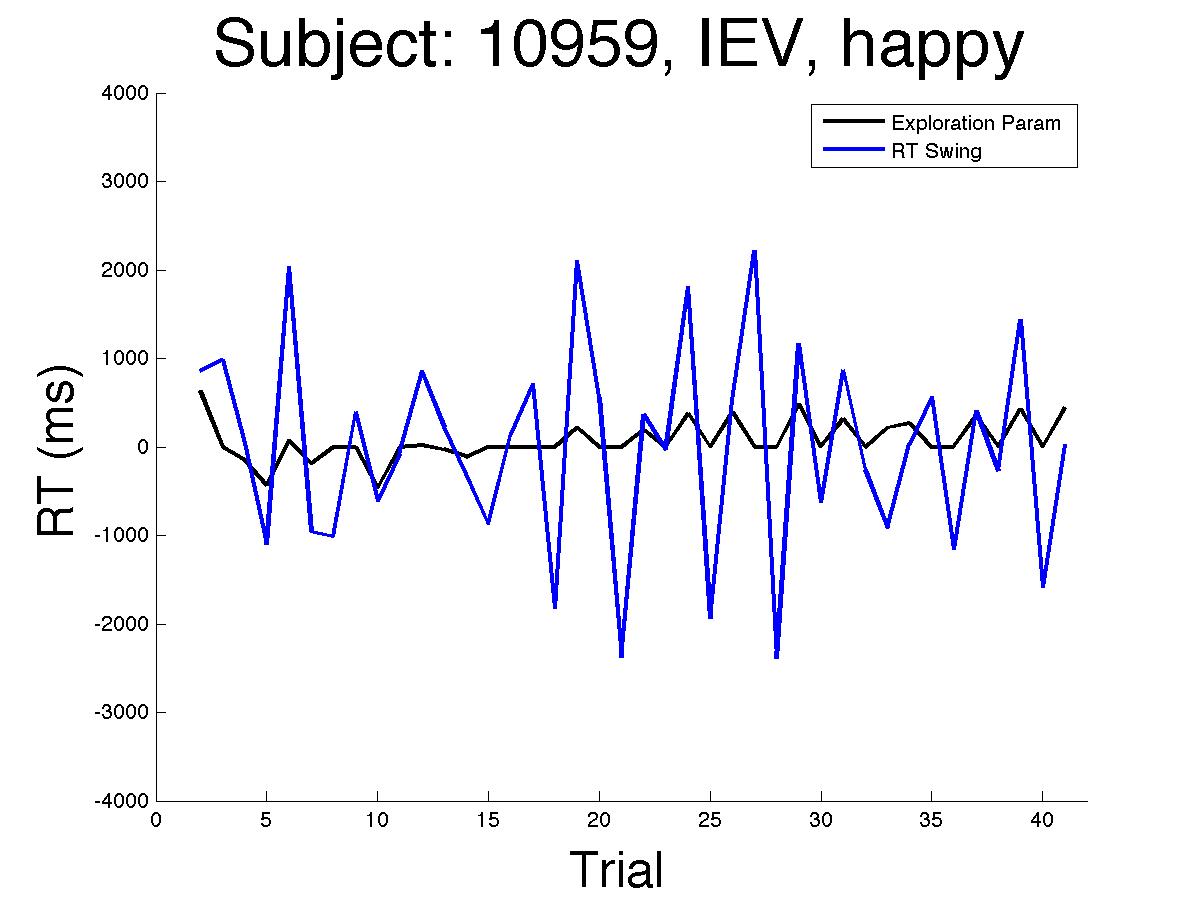 Subject: 10959, IEV, happy
4000
3000
2000
1000
0
-1000
-2000
-3000
-4000
RT (ms)
Exploration Param
RT Swing
0 5 10 15 20 25 30 35 40
Trial